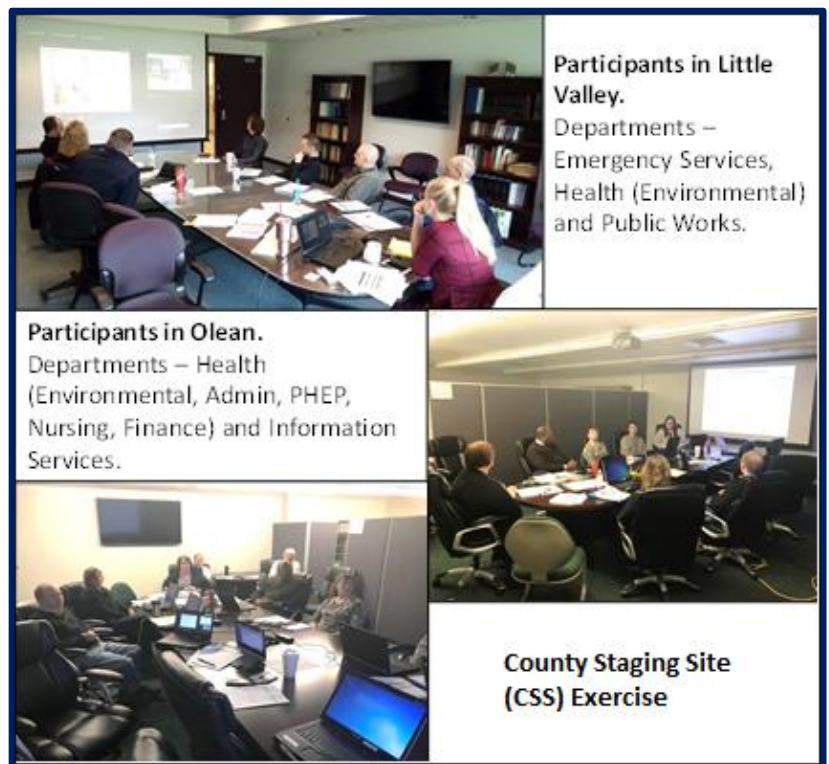 Participants in Little
Valley.
Departments –
Emergency Services,
Health (Environmental)
and Public Works.
Participants in Olean.
Departments – Health
(Environmental, Admin, PHEP,
Nursing, Finance) and Information
Services.
County Staging Site
(CSS) Exercise